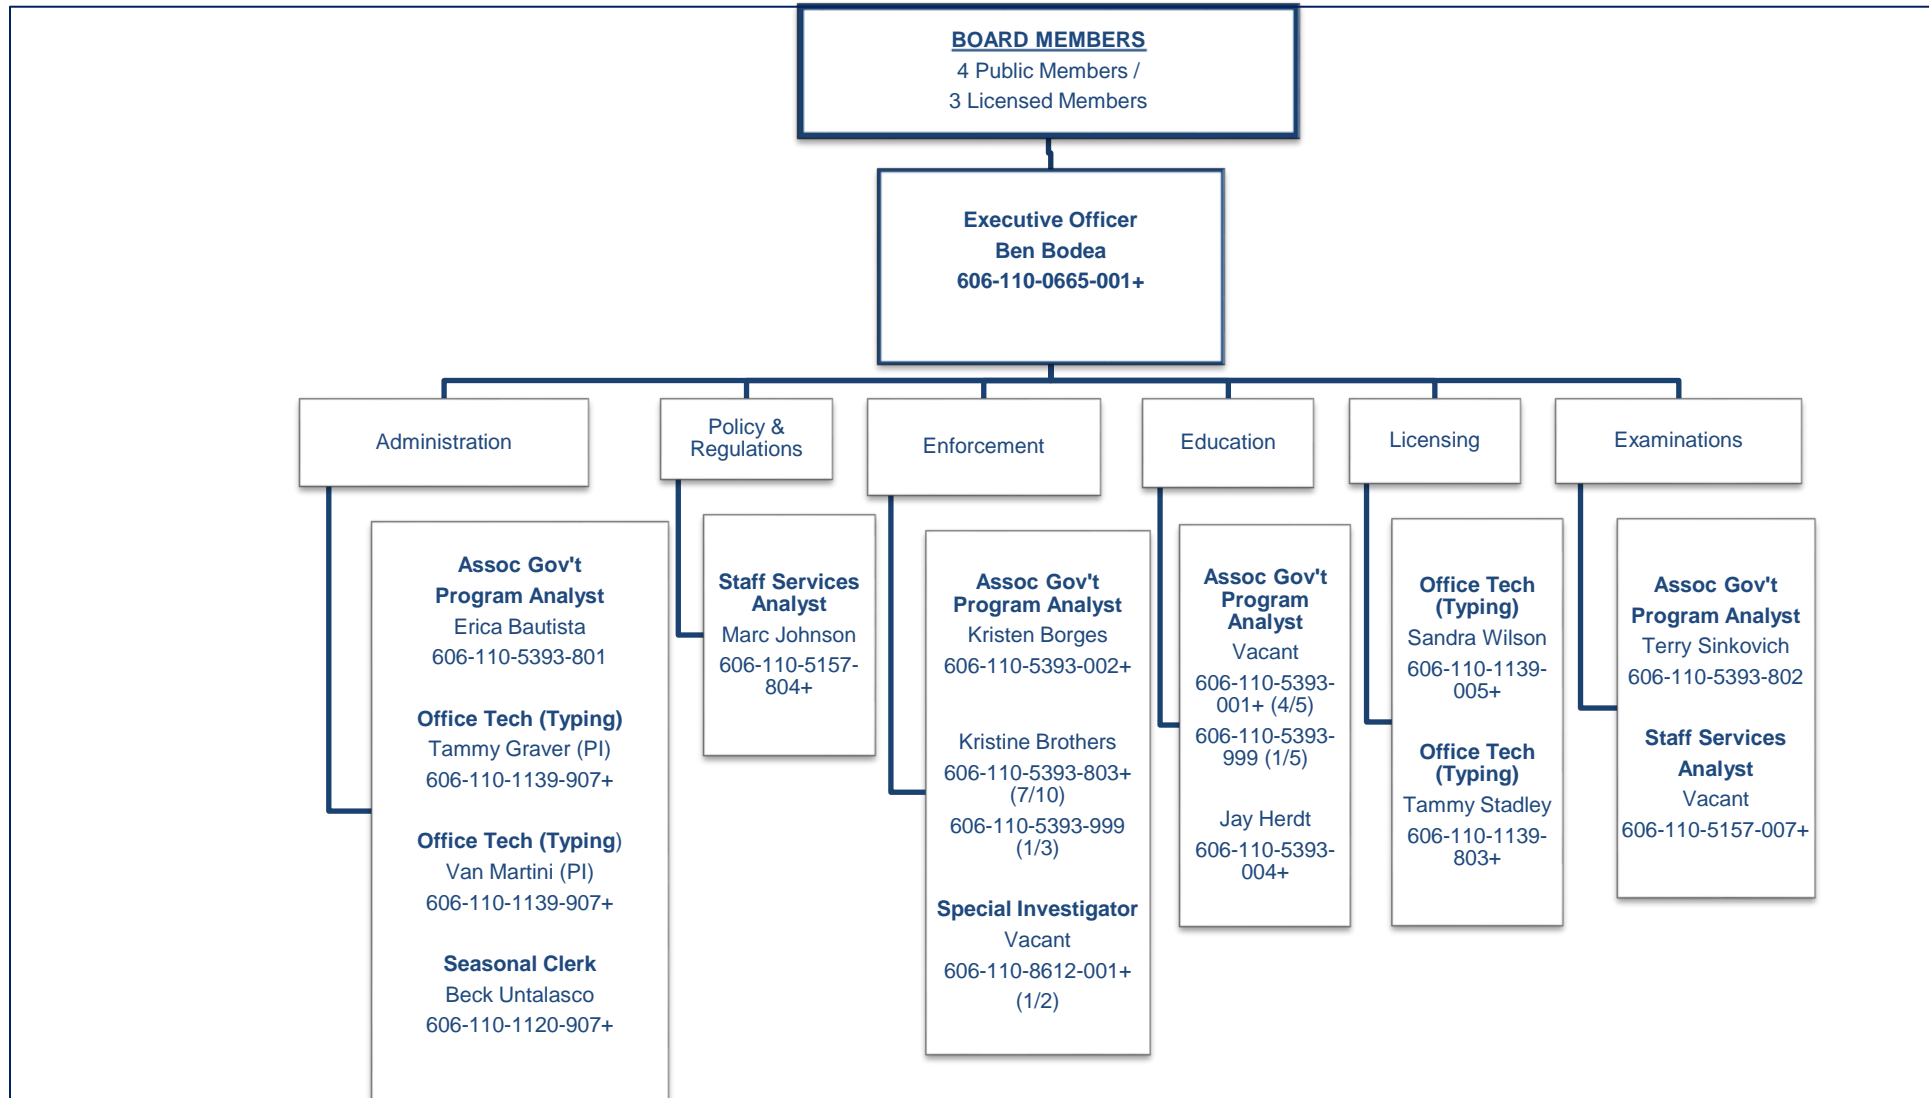 BOARD MEMBERS
4 Public Members /
3 Licensed Members
Executive Officer
Ben Bodea
606-110-0665-001+
Administration
Policy &
Regulations
Enforcement
Education
Licensing
Examinations
Assoc Gov't
Program Analyst
Erica Bautista
606-110-5393-801
Office Tech (Typing)
Tammy Graver (PI)
606-110-1139-907+
Office Tech (Typing)
Van Martini (PI)
606-110-1139-907+
Seasonal Clerk
Beck Untalasco
606-110-1120-907+
Staff Services
Analyst
Marc Johnson
606-110-5157-
804+
Assoc Gov't
Program Analyst
Kristen Borges
606-110-5393-002+
Kristine Brothers
606-110-5393-803+
(7/10)
606-110-5393-999
(1/3)
Special Investigator
Vacant
606-110-8612-001+
(1/2)
Assoc Gov't
Program
Analyst
Vacant
606-110-5393-
001+ (4/5)
606-110-5393-
999 (1/5)
Jay Herdt
606-110-5393-
004+
Office Tech
(Typing)
Sandra Wilson
606-110-1139-
005+
Office Tech
(Typing)
Tammy Stadley
606-110-1139-
803+
Assoc Gov't
Program Analyst
Terry Sinkovich
606-110-5393-802
Staff Services
Analyst
Vacant
606-110-5157-007+